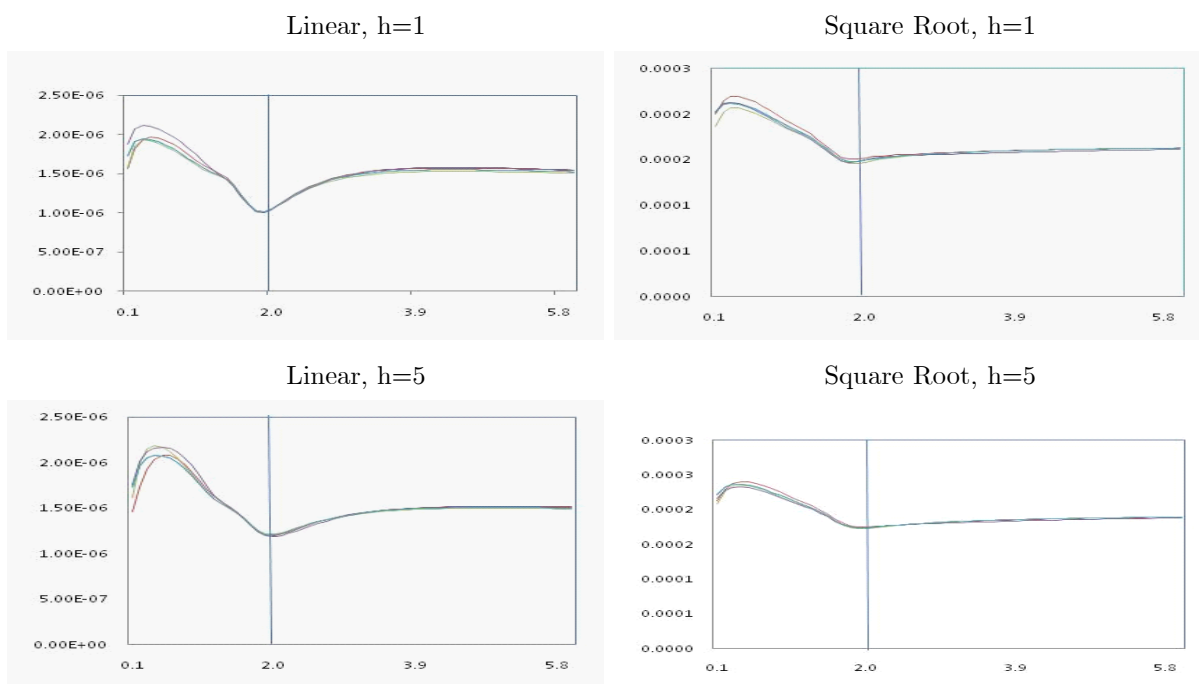 Linear, h=1
2.50E-06
2.00E-06
1.50E-06
1.00E-06
5.00E-07
0.00E+00
0.1 2.0 3.9 5.8
Square Root, h=1
0.0003
0.0002
0.0002
0.0001
0.0001
0.0000
0.1 2.0 3.9 5.8
Linear, h=5
2.50E-06
2.00E-06
1.50E-06
1.00E-06
5.00E-07
0.00E+00
0.1 2.0 3.9 5.8
Square Root, h=5
0.0003
0.0003
0.0002
0.0002
0.0001
0.0001
0.0000
0.1 2.0 3.9 5.8